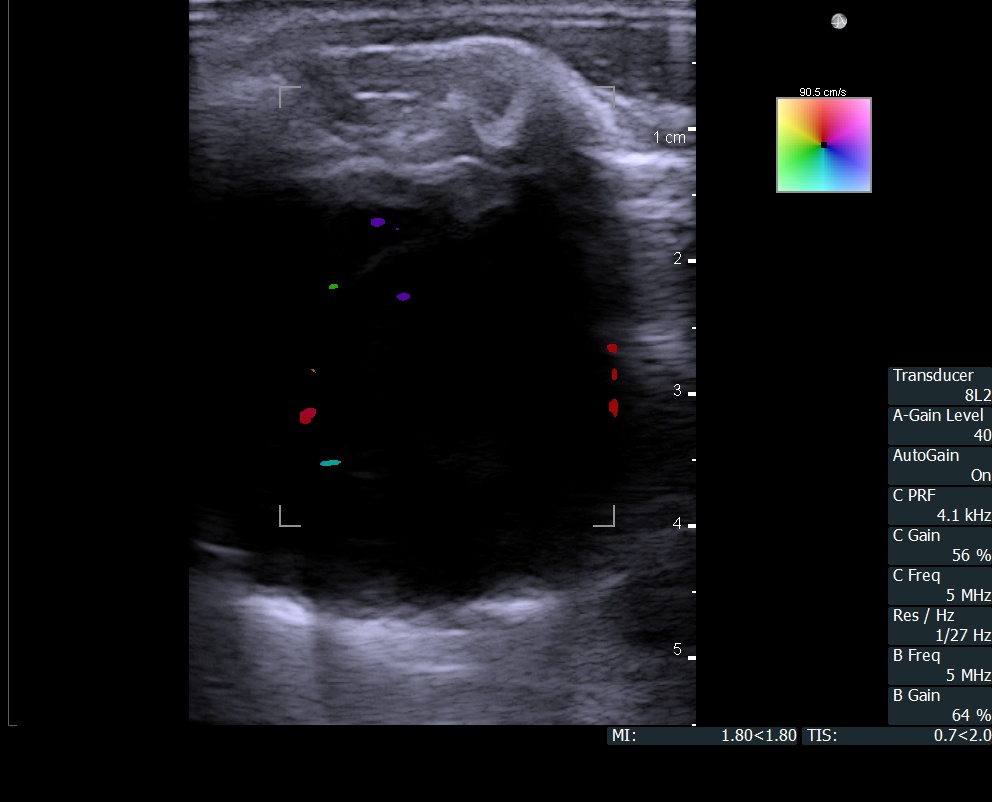 90.5 cm/s
1 cm
2
3
4
5
Transducer
8L2
A-Gain Level
40
AutoGain
On
C PRF
4.1 kHz
C Gain
56 %
C Freq
5 MHz
Res / Hz
1/27 Hz
B Freq
5 MHz
B Gain
64 %
MI: 1.80<1.80 TIS: 0.7<2.0